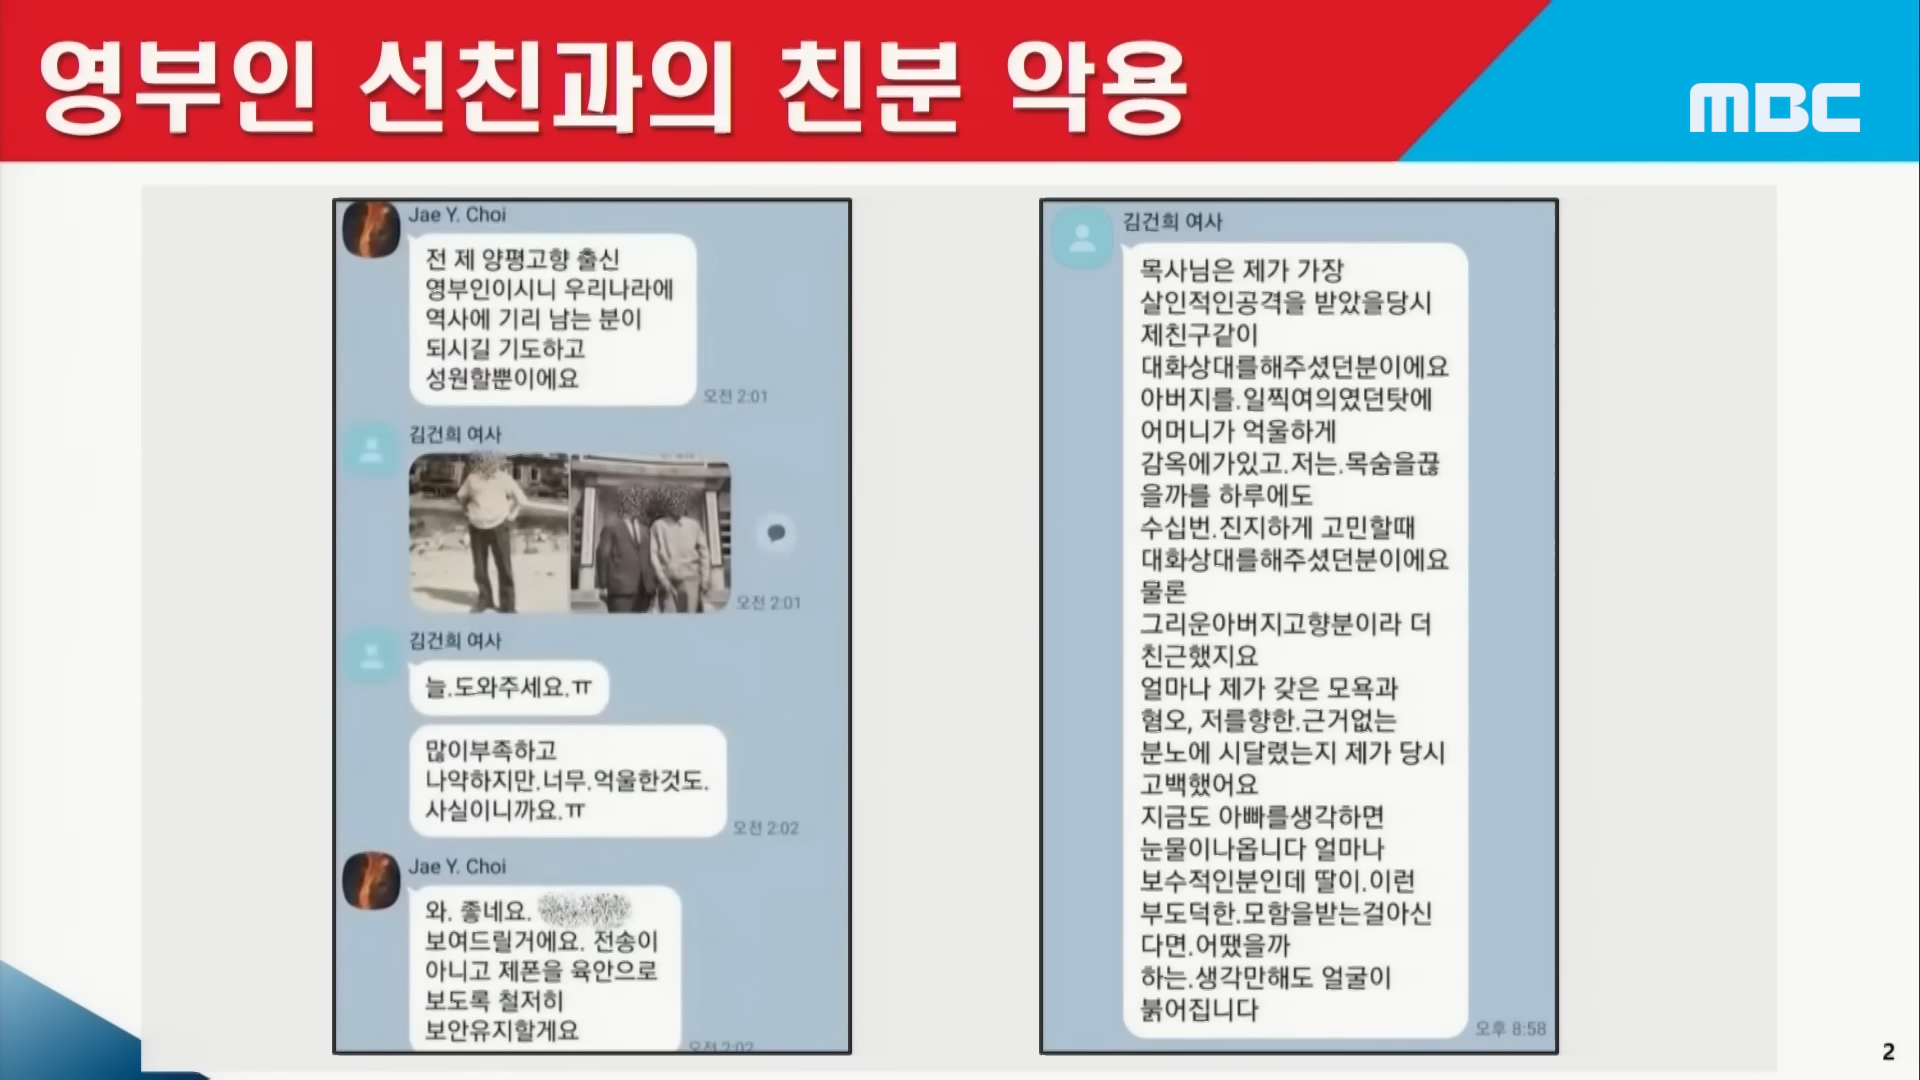 영부인 선친과의 친분 악용
MBC
Jae Y. Choi
전 제 양평고향 출신
영부인이시니 우리나라에
역사에 기리 남는 분이
되시길 기도하고
성원할뿐이에요
오전 2:01
김건희 여사
오전 2:01
김건희 여사
늘.도와주세요.ㅠ
많이부족하고
나약하지만.너무.억울한것도.
사실이니까요.ㅠ
오전 2:02
Jae Y. Choi
와. 좋네요.
보여드릴거에요. 전송이
아니고 제폰을 육안으로
보도록 철저히
보안유지할게요
오전 2:02
김건희 여사
목사님은 제가 가장
살인적인공격을 받았을당시
제친구같이
대화상대를해주셨던분이에요
아버지를.일찍여의였던탓에
어머니가 억울하게
감옥에가있고.저는.목숨을끊
을까를 하루에도
수십번.진지하게 고민할때
대화상대를해주셨던분이에요
물론
그리운아버지고향분이라 더
친근했지요
얼마나 제가 갖은 모욕과
혐오, 저를향한.근거없는
분노에 시달렸는지 제가 당시
고백했어요
지금도 아빠를생각하면
눈물이나옵니다 얼마나
보수적인분인데 딸이.이런
부도덕한.모함을받는걸아신
다면.어땠을까
하는.생각만해도 얼굴이
붉어집니다
오후 8:58
2